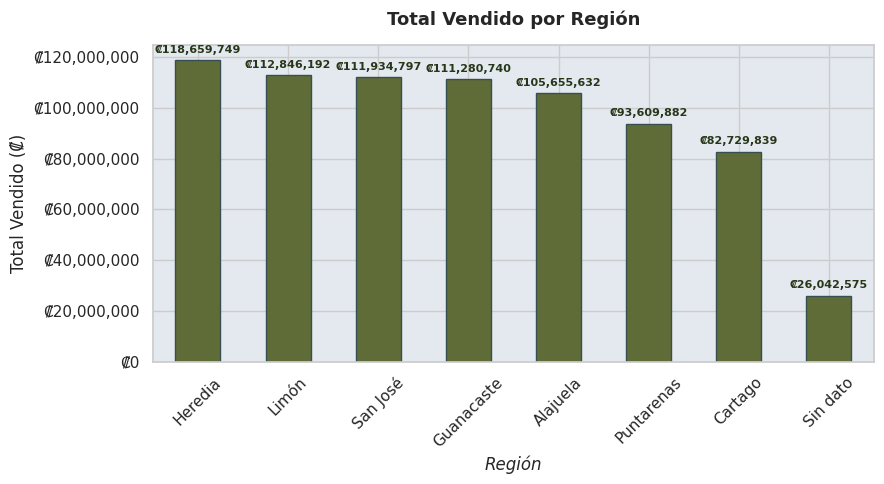 Total Vendido por Región
Total Vendido (₡)
₡120,000,000
₡100,000,000
₡80,000,000
₡60,000,000
₡40,000,000
₡20,000,000
₡0
₡118,659,749
₡112,846,192
₡111,934,797
₡111,280,740
₡105,655,632
₡93,609,882
₡82,729,839
₡26,042,575
Heredia
Limón
San José
Guanacaste
Alajuela
Puntarenas
Cartago
Sin dato
Región